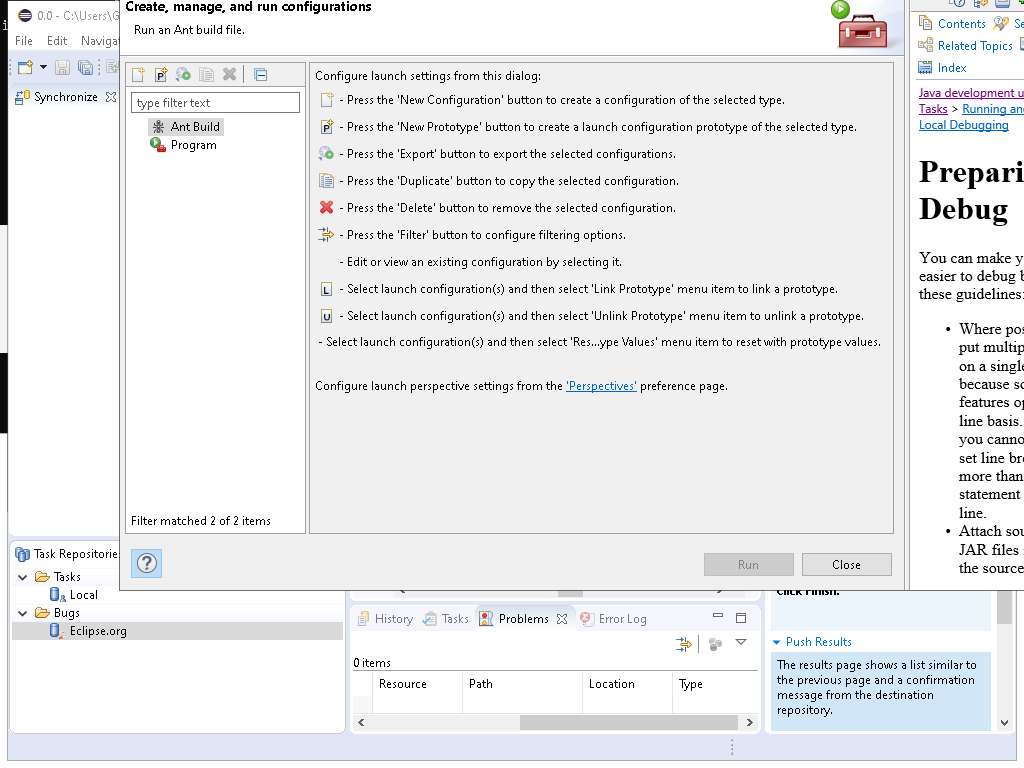 Create, manage, and run configurations
Run an Ant build file.
0.0 - C:\Users\G
File Edit Navigat
Synchronize
type filter text
Ant Build
Program
Filter matched 2 of 2 items
Configure launch settings from this dialog:
- Press the 'New Configuration' button to create a configuration of the selected type.
- Press the 'New Prototype' button to create a launch configuration prototype of the selected type.
- Press the 'Export' button to export the selected configurations.
- Press the 'Duplicate' button to copy the selected configuration.
- Press the 'Delete' button to remove the selected configuration.
- Press the 'Filter' button to configure filtering options.
- Edit or view an existing configuration by selecting it.
- Select launch configuration(s) and then select 'Link Prototype' menu item to link a prototype.
- Select launch configuration(s) and then select 'Unlink Prototype' menu item to unlink a prototype.
- Select launch configuration(s) and then select 'Res...ype Values' menu item to reset with prototype values.
Configure launch perspective settings from the 'Perspectives' preference page.
Run Close
Contents Se
Related Topics
Index
Java development u
Tasks > Running and
Local Debugging
Prepari
Debug
You can make y
easier to debug b
these guidelines:
• Where pos
put multip
on a single
because so
features op
line basis.
you canno
set line bre
more than
statement
line.
• Attach sou
JAR files
the source
Task Repositorie
Tasks
Local
Bugs
Eclipse.org
History Tasks Problems Error Log
0 items
Resource Path Location Type
Click Finish.
Push Results
The results page shows a list similar to
the previous page and a confirmation
message from the destination
repository.